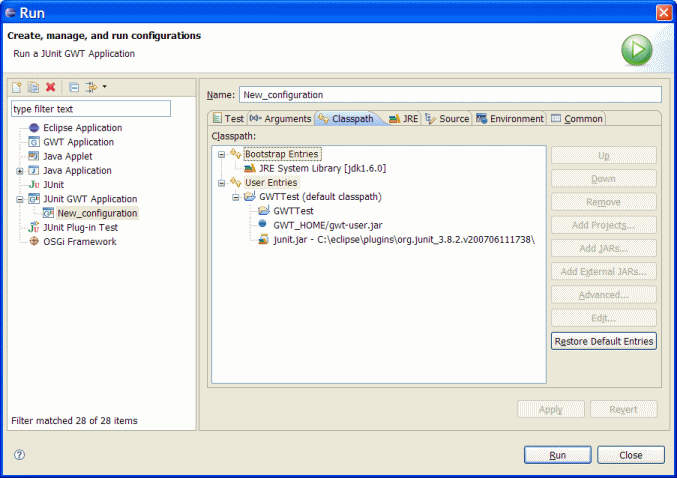 Run
Create, manage, and run configurations
Run a JUnit GWT Application
type filter text
Eclipse Application
GWT Application
Java Applet
Java Application
JUnit
JUnit GWT Application
New_configuration
JUnit Plug-in Test
OSGi Framework
Filter matched 28 of 28 items
Name: New_configuration
Test Arguments Classpath JRE Source Environment Common
Classpath:
Bootstrap Entries
JRE System Library [jdk1.6.0]
User Entries
GWTTest (default classpath)
GWTTest
GWT_HOME/gwt-user.jar
junit.jar - C:\eclipse\plugins\org.junit_3.8.2.v200706111738\
Up
Down
Remove
Add Projects...
Add JARs...
Add External JARs...
Advanced...
Edit...
Restore Default Entries
Apply Revert
Run Close